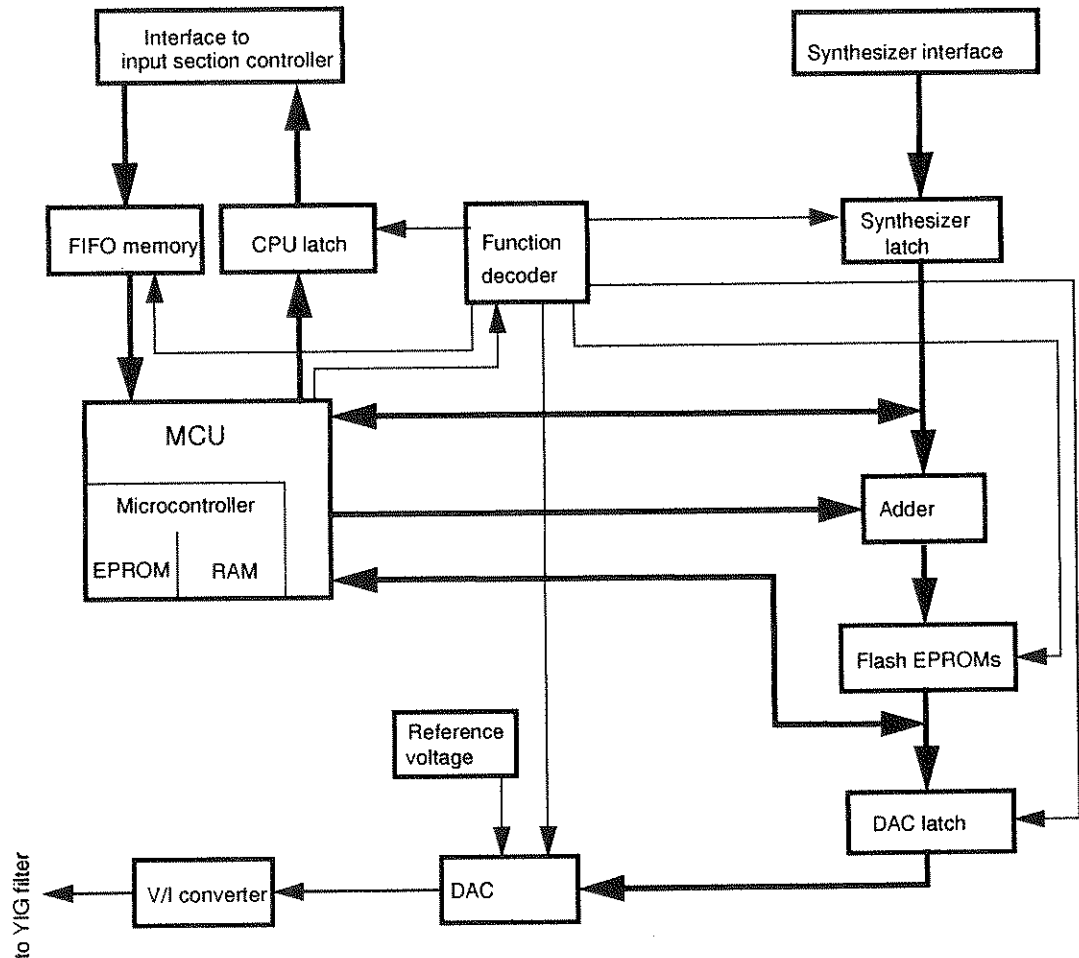 Interface to
input section controller
Synthesizer interface
FIFO memory
CPU latch
Function
decoder
Synthesizer
latch
MCU
Microcontroller
EPROM
RAM
Adder
Flash EPROMs
Reference
voltage
DAC latch
to YIG filter
V/I converter
DAC